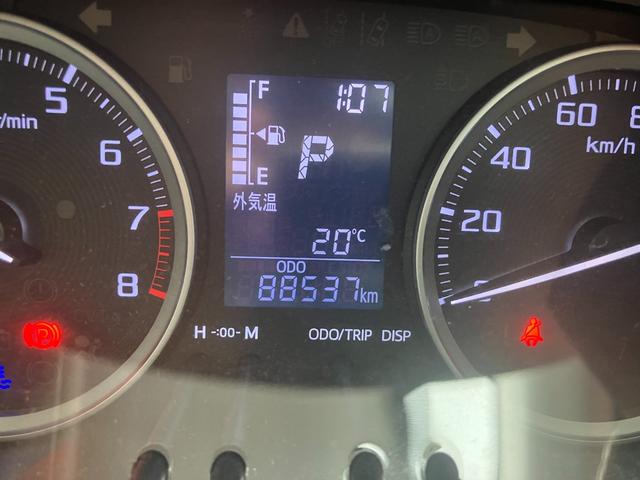 F 1:07
E
P
外気温
20°C
ODO
88537km
H -:00- M ODO/TRIP DISP
5
6
7
8
r/min
0
20
40
60
km/h
P